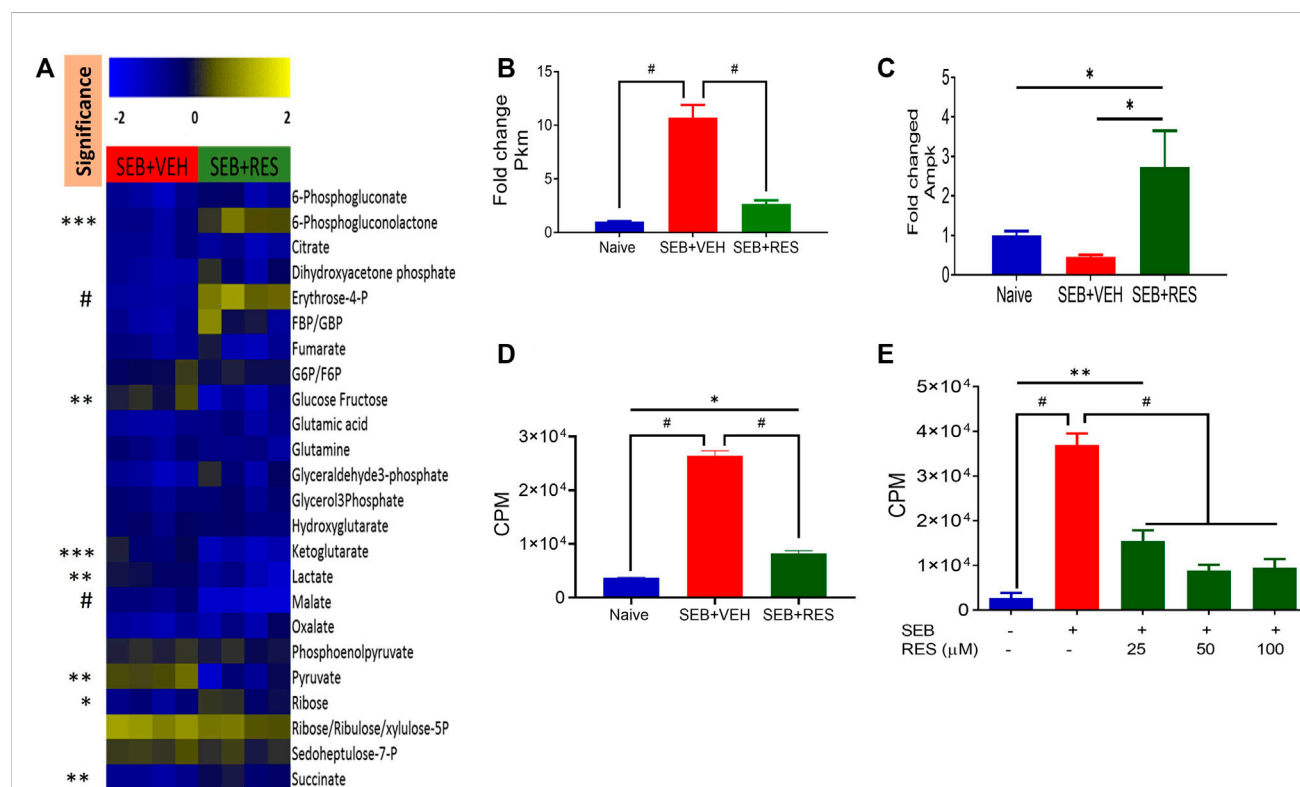 A
Significance
-2 0 2
SEB+VEH SEB+RES
6-Phosphogluconate
*** 6-Phosphogluconolactone
Citrate
Dihydroxyacetone phosphate
# Erythrose-4-P
FBP/GBP
Fumarate
G6P/F6P
** Glucose Fructose
Glutamic acid
Glutamine
Glyceraldehyde3-phosphate
Glycerol3Phosphate
Hydroxyglutarate
*** Ketoglutarate
** Lactate
# Malate
Oxalate
Phosphoenolpyruvate
** Pyruvate
* Ribose
Ribose/Ribulose/xylulose-5P
Sedoheptulose-7-P
** Succinate
B
Fold change
Pkm
15
10
5
0
# #
Naive SEB+VEH SEB+RES
C
Fold changed
Ampk
5
4
3
2
1
0
*
*
Naive SEB+VEH SEB+RES
D
CPM
3×10⁴
2×10⁴
1×10⁴
0
*
# #
Naive SEB+VEH SEB+RES
E
CPM
5×10⁴
4×10⁴
3×10⁴
2×10⁴
1×10⁴
0
**
# #
SEB - + + + +
RES (μM) - - 25 50 100